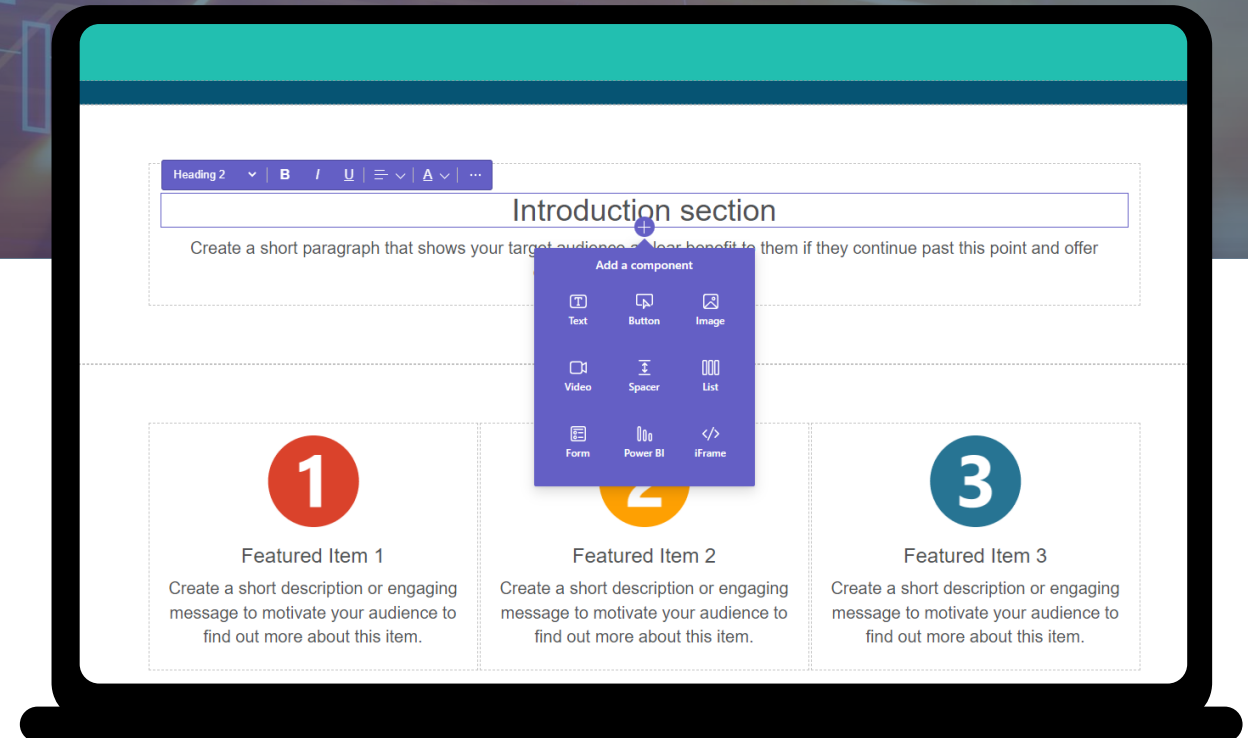 Heading 2 B I U A ...
Introduction section
Create a short paragraph that shows your target audience a clear benefit to them if they continue past this point and offer
Add a component
Text Button Image
Video Spacer List
Form Power BI iFrame
1 2 3
Featured Item 1 Featured Item 2 Featured Item 3
Create a short description or engaging Create a short description or engaging Create a short description or engaging
message to motivate your audience to message to motivate your audience to message to motivate your audience to
find out more about this item. find out more about this item. find out more about this item.